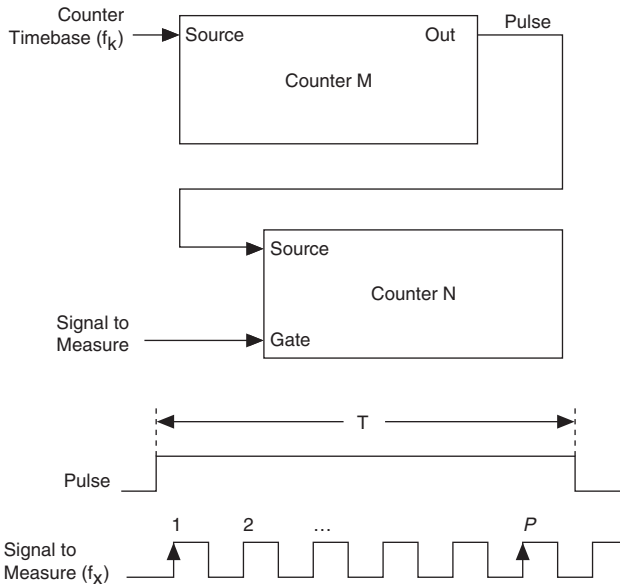 Counter
Timebase (fk)
Source
Out
Pulse
Counter M
Source
Counter N
Signal to
Measure
Gate
T
Pulse
1 2 ... P
Signal to
Measure (fx)